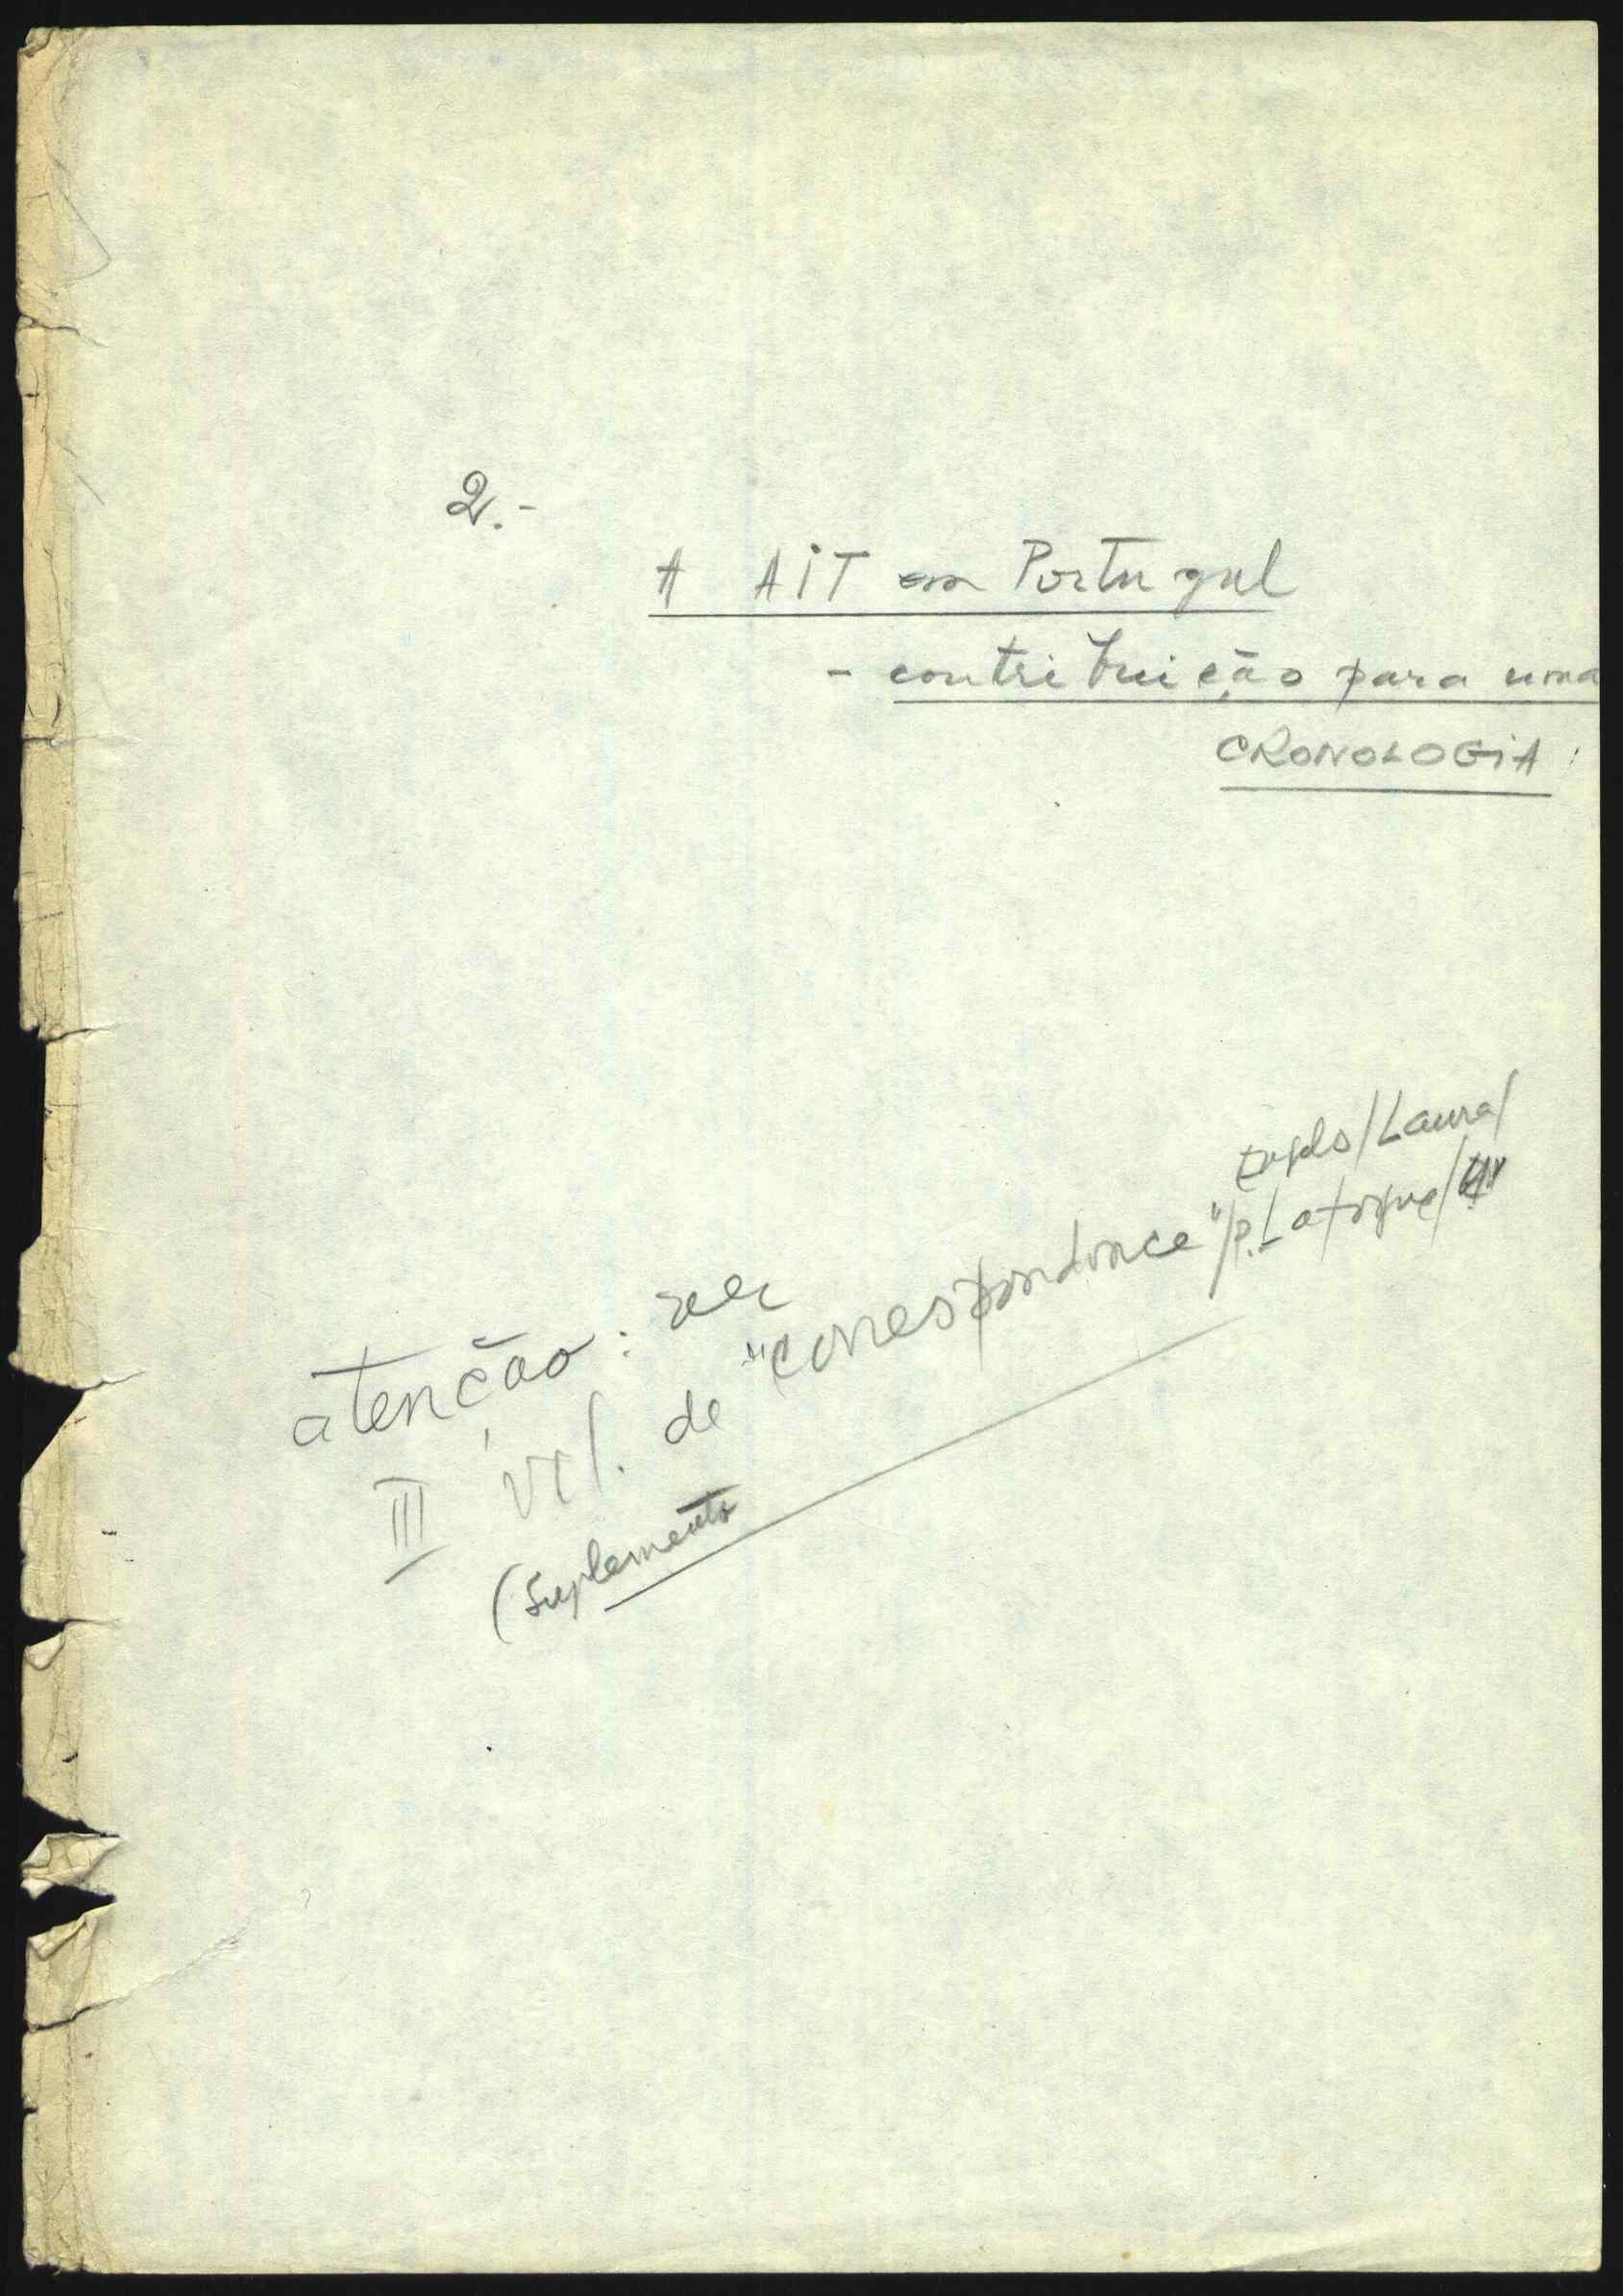 2.-
A AIT em Portugal
- contribuição para uma
CRONOLOGIA:
Engels/Laura/
atenção: ver
III vol. de "Correspondance"/P. Lafargue/
(Suplemento